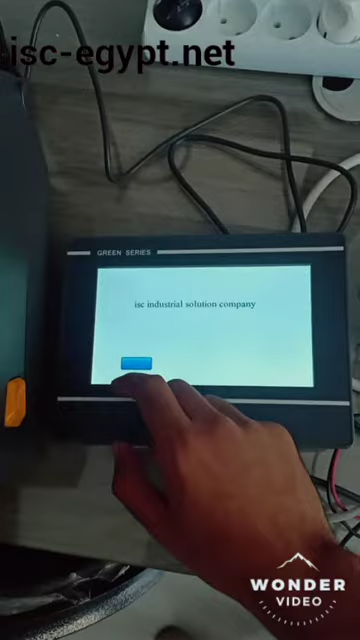 isc-egypt.net
GREEN SERIES
isc industrial solution company
WONDER
VIDEO